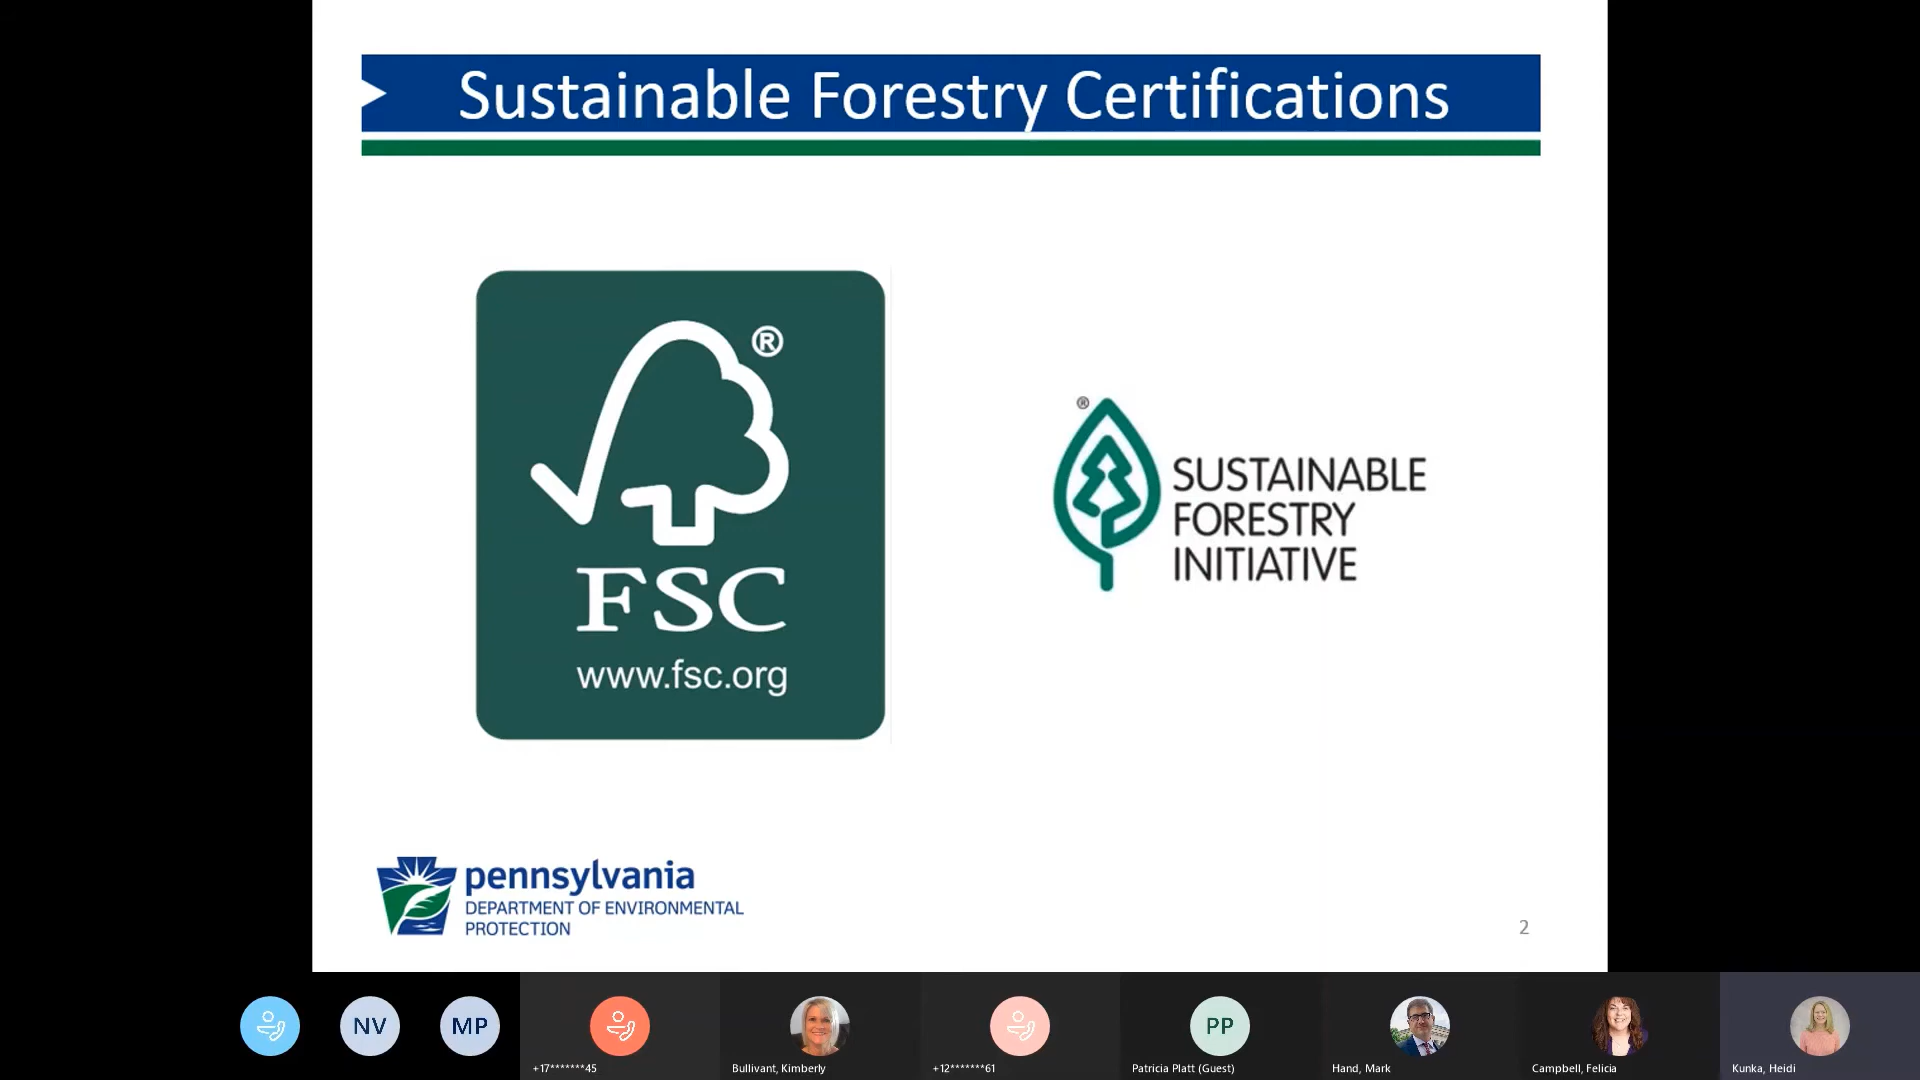 Sustainable Forestry Certifications
®
FSC
www.fsc.org
®
SUSTAINABLE
FORESTRY
INITIATIVE
pennsylvania
DEPARTMENT OF ENVIRONMENTAL
PROTECTION
2
NV
MP
PP
+17*******45
Bullivant, Kimberly
+12*******61
Patricia Platt (Guest)
Hand, Mark
Campbell, Felicia
Kunka, Heidi